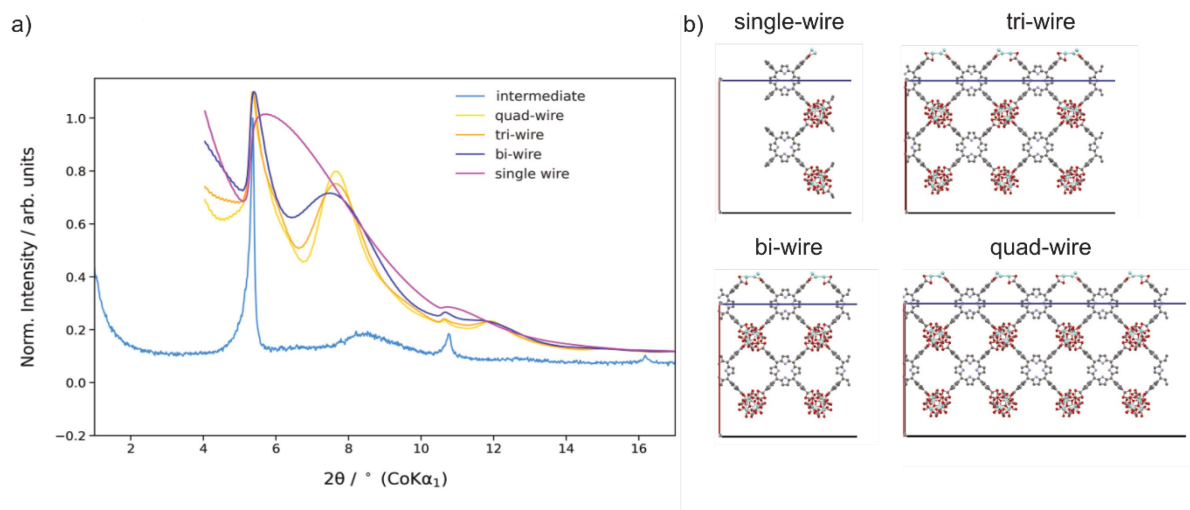 a)
Norm. Intensity / arb. units
1.0
0.8
0.6
0.4
0.2
0.0
−0.2
2
4
6
8
10
12
14
16
2θ / ° (CoKα₁)
intermediate
quad-wire
tri-wire
bi-wire
single wire
b)
single-wire
tri-wire
bi-wire
quad-wire